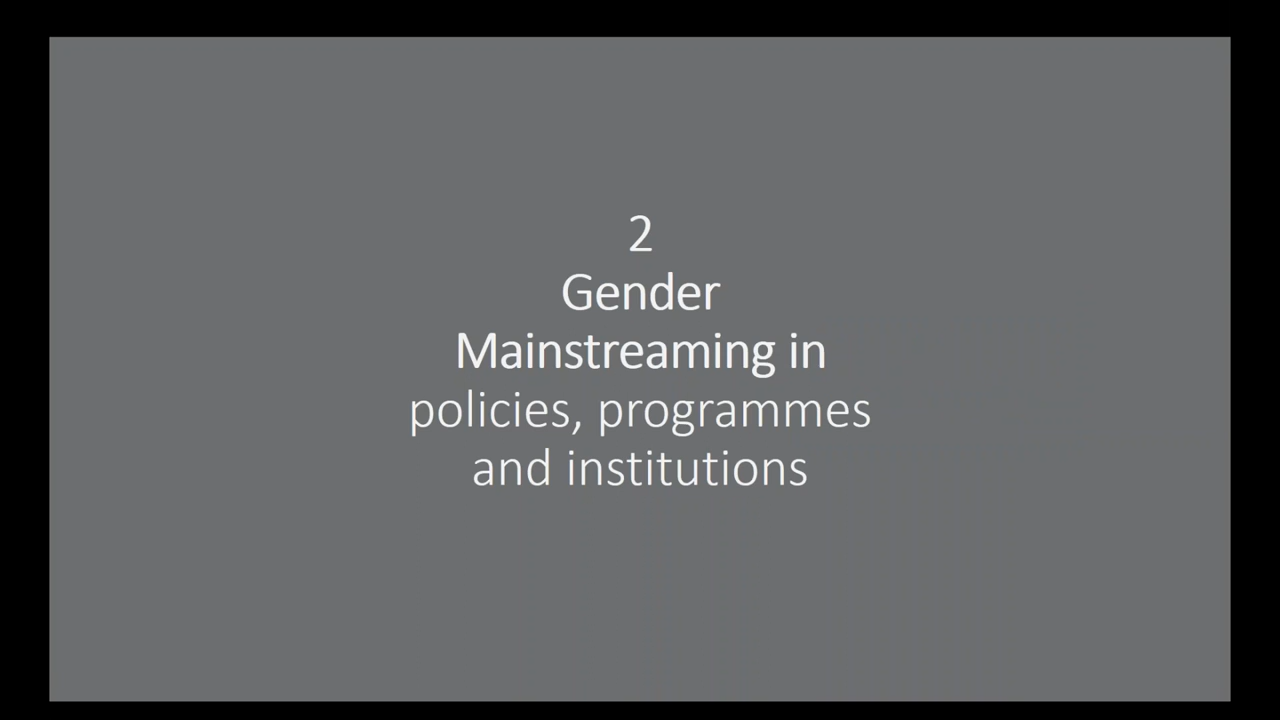 2
Gender
Mainstreaming in
policies, programmes
and institutions